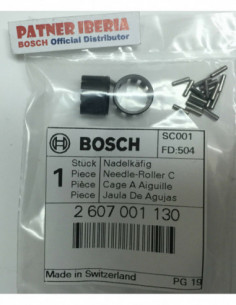 PATNER IBERIA
BOSCH Official Distributor
BOSCH
SC001
FD:504
1
Stück Nadelkäfig
Piece Needle-Roller C
Pièce Cage A Aiguille
Pieza Jaula De Agujas
2 607 001 130
Made in Switzerland
PG 19